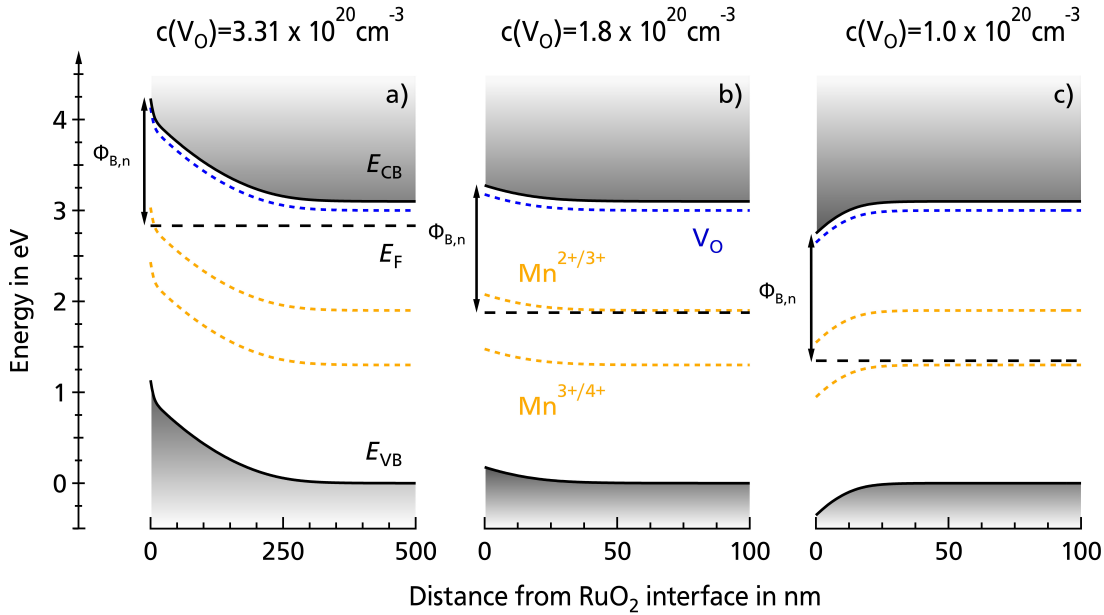 c(V_O)=3.31 x 10^20 cm^-3
c(V_O)=1.8 x 10^20 cm^-3
c(V_O)=1.0 x 10^20 cm^-3
a)
b)
c)
Energy in eV
4
3
2
1
0
Φ_B,n
E_CB
E_F
E_VB
Φ_B,n
V_O
Mn^2+/3+
Mn^3+/4+
Φ_B,n
0
250
500
0
50
100
0
50
100
Distance from RuO_2 interface in nm